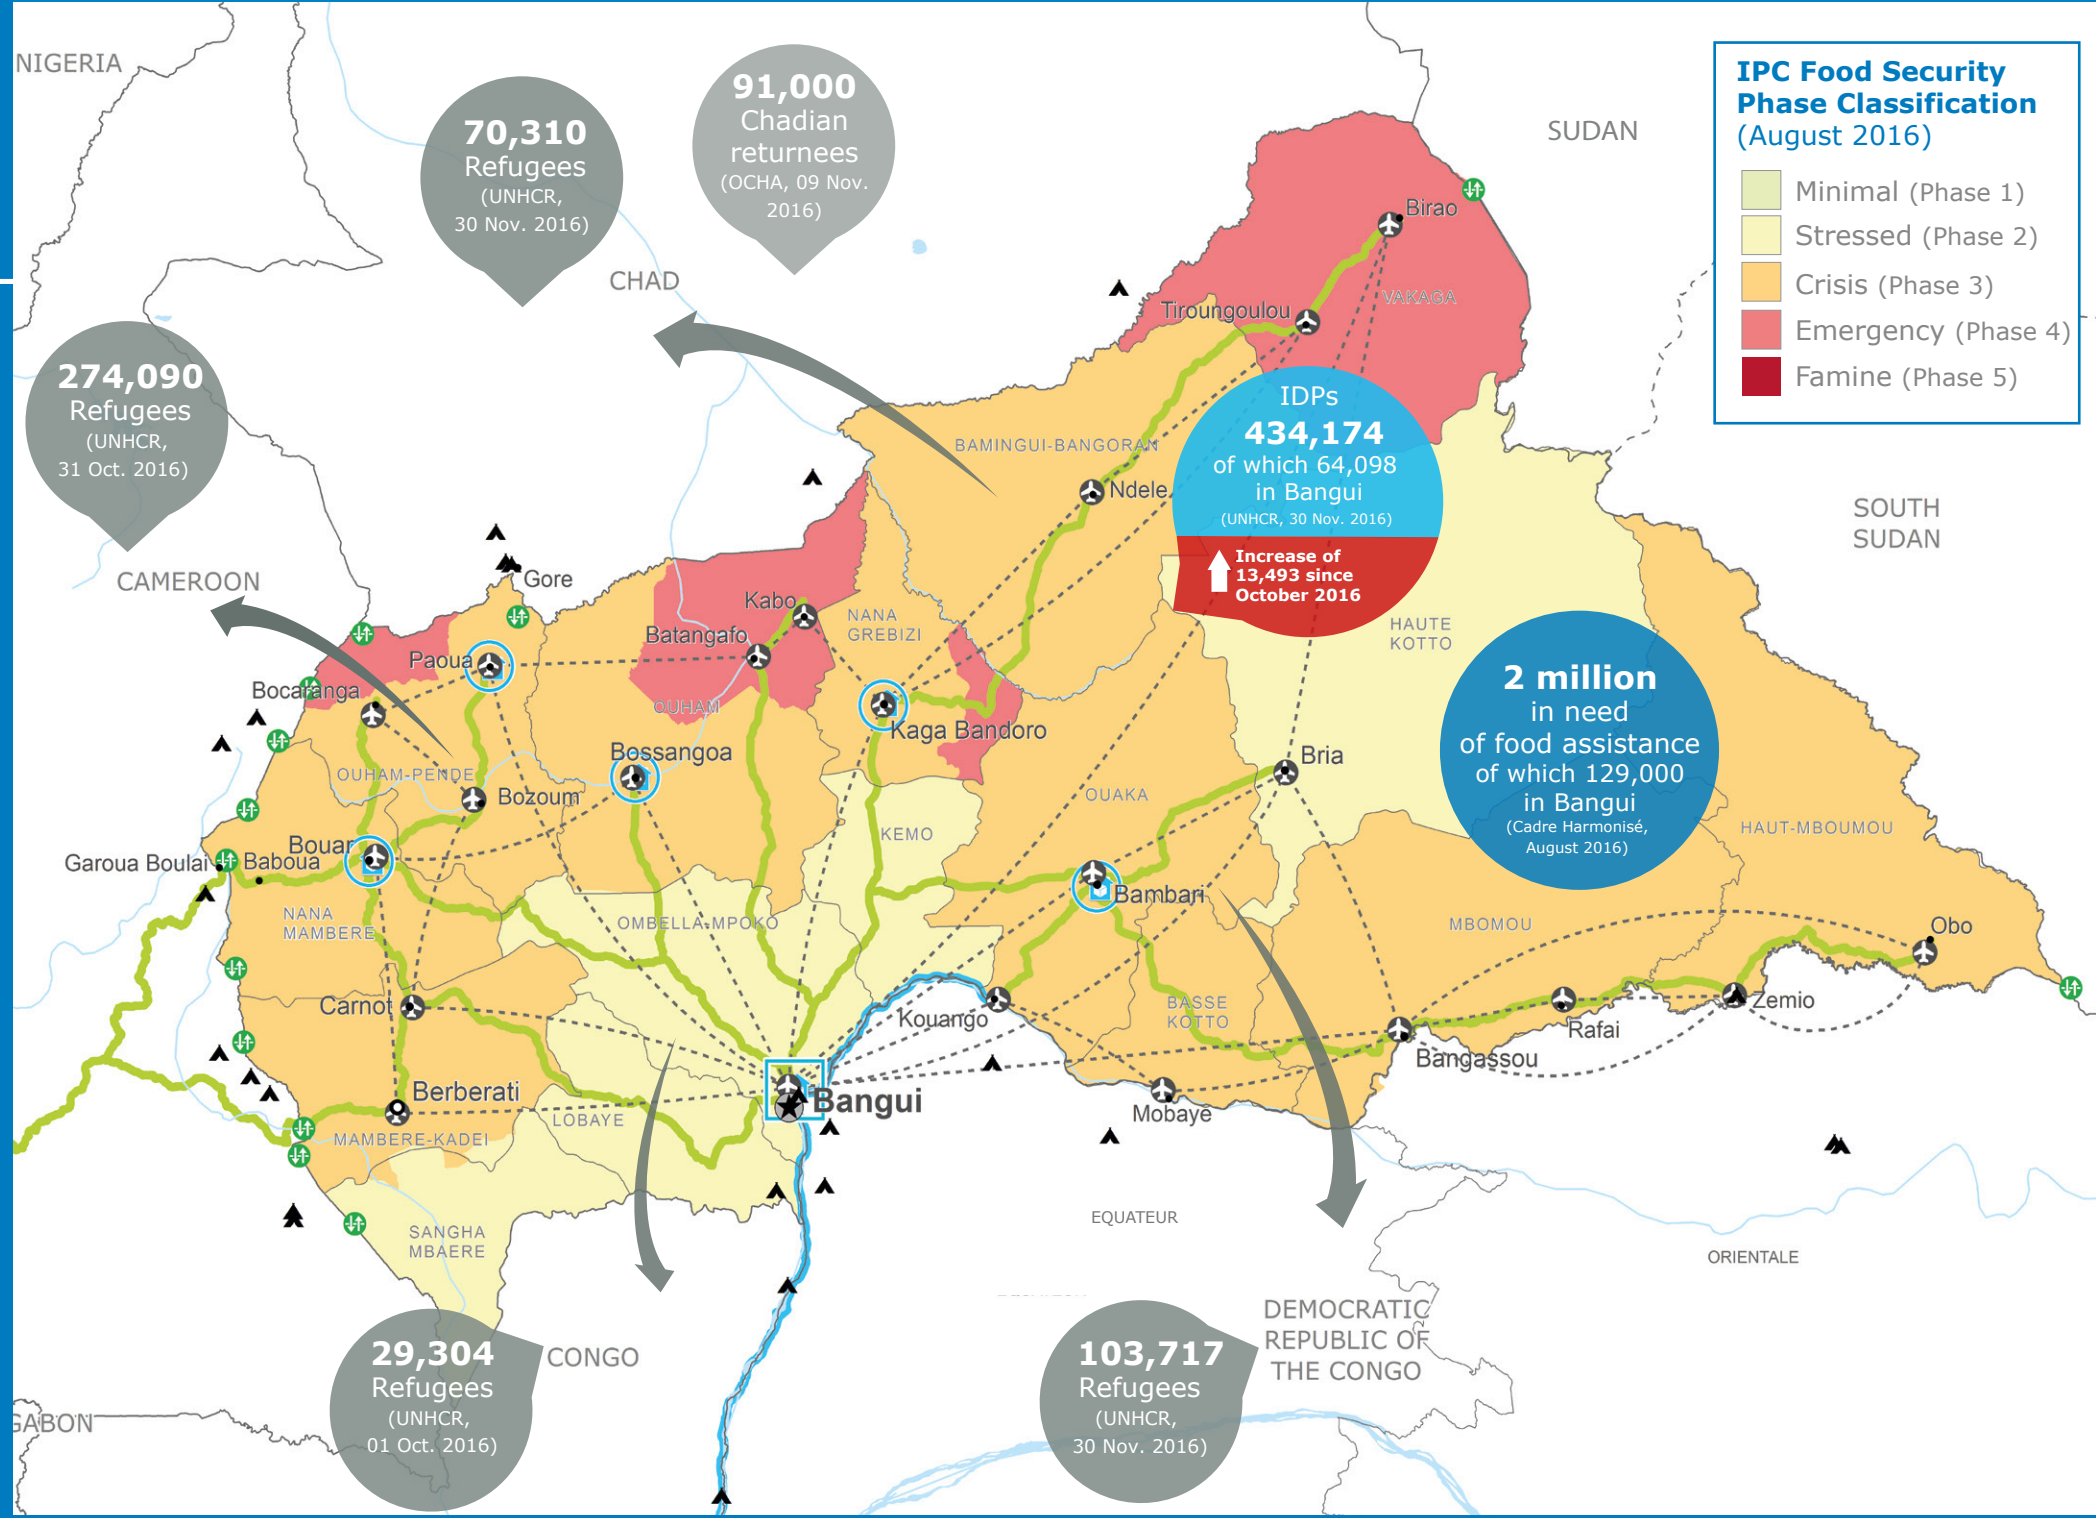 NIGERIA
91,000
Chadian
returnees
(OCHA, 09 Nov.
2016)
70,310
Refugees
(UNHCR,
30 Nov. 2016)
IPC Food Security
Phase Classification
(August 2016)
Minimal (Phase 1)
Stressed (Phase 2)
Crisis (Phase 3)
Emergency (Phase 4)
Famine (Phase 5)
SUDAN
Birao
CHAD
VAKAGA
Tiroungoulou
274,090
Refugees
(UNHCR,
31 Oct. 2016)
IDPs
434,174
of which 64,098
in Bangui
(UNHCR, 30 Nov. 2016)
Increase of
13,493 since
October 2016
BAMINGUI-BANGORAN
Ndele
SOUTH
SUDAN
CAMEROON
Gore
Kabo
NANA
GREBIZI
Batangafo
HAUTE
KOTTO
Paoua
Bocaranga
OUHAM
2 million
in need
of food assistance
of which 129,000
in Bangui
(Cadre Harmonisé,
August 2016)
Kaga Bandoro
Bossangoa
Bria
OUHAM-PENDE
Bozoum
OUAKA
KEMO
HAUT-MBOUMOU
Bouar
Garoua Boulai
Baboua
Bambari
NANA
MAMBERE
OMBELLA-MPOKO
MBOMOU
Obo
Carnot
Kouango
BASSE
KOTTO
Zemio
Rafai
Bangassou
Berberati
Bangui
Mobayé
LOBAYE
MAMBERE-KADEI
SANGHA
MBAERE
EQUATEUR
ORIENTALE
29,304
Refugees
(UNHCR,
01 Oct. 2016)
CONGO
103,717
Refugees
(UNHCR,
30 Nov. 2016)
DEMOCRATIC
REPUBLIC OF
THE CONGO
GABON